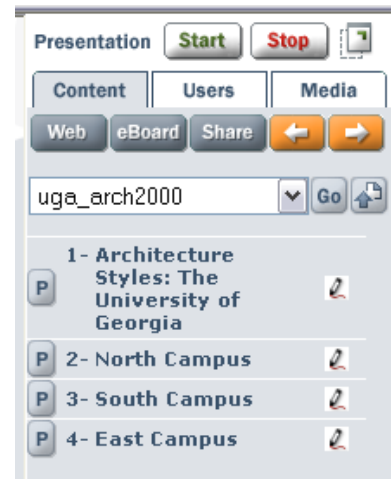 Presentation Start Stop
Content Users Media
Web eBoard Share
uga_arch2000 Go
1- Architecture
Styles: The
P
University of
Georgia
P 2- North Campus
P 3- South Campus
P 4- East Campus